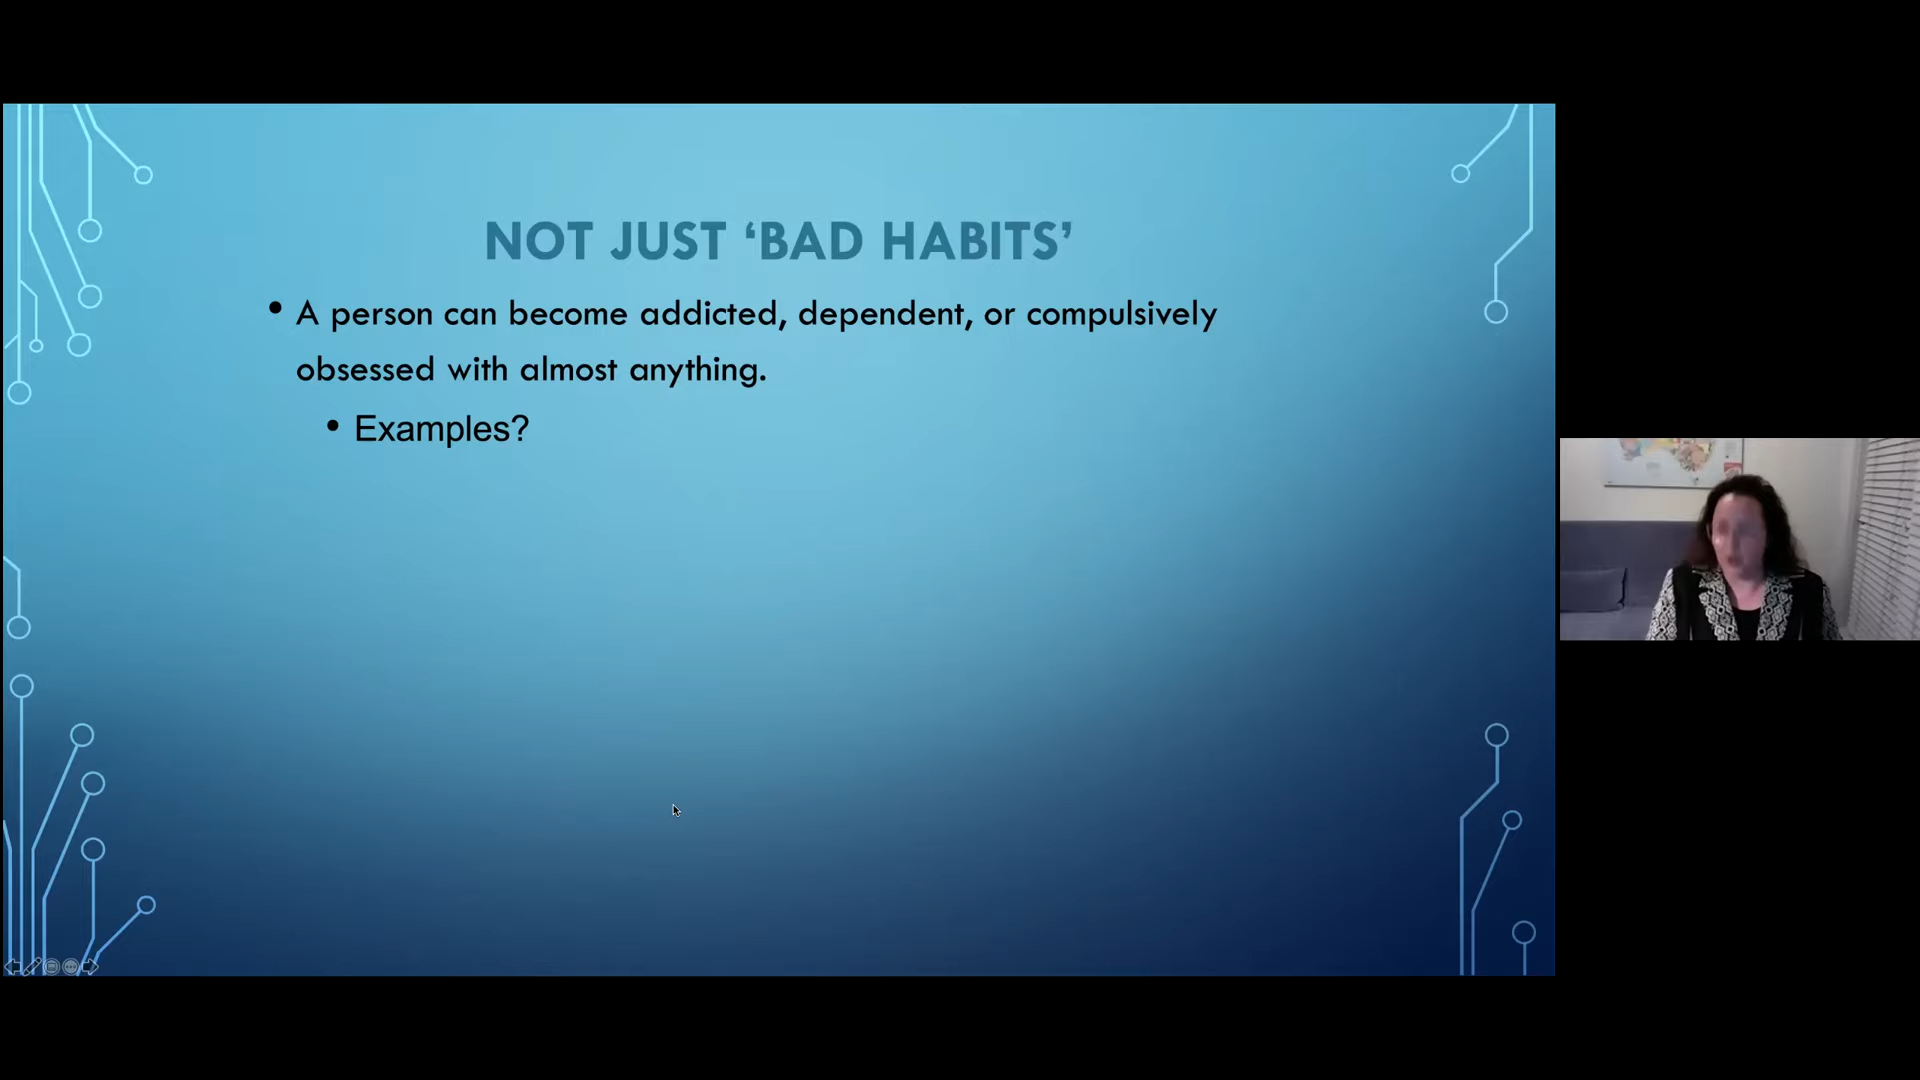 NOT JUST ‘BAD HABITS’
• A person can become addicted, dependent, or compulsively
obsessed with almost anything.
• Examples?